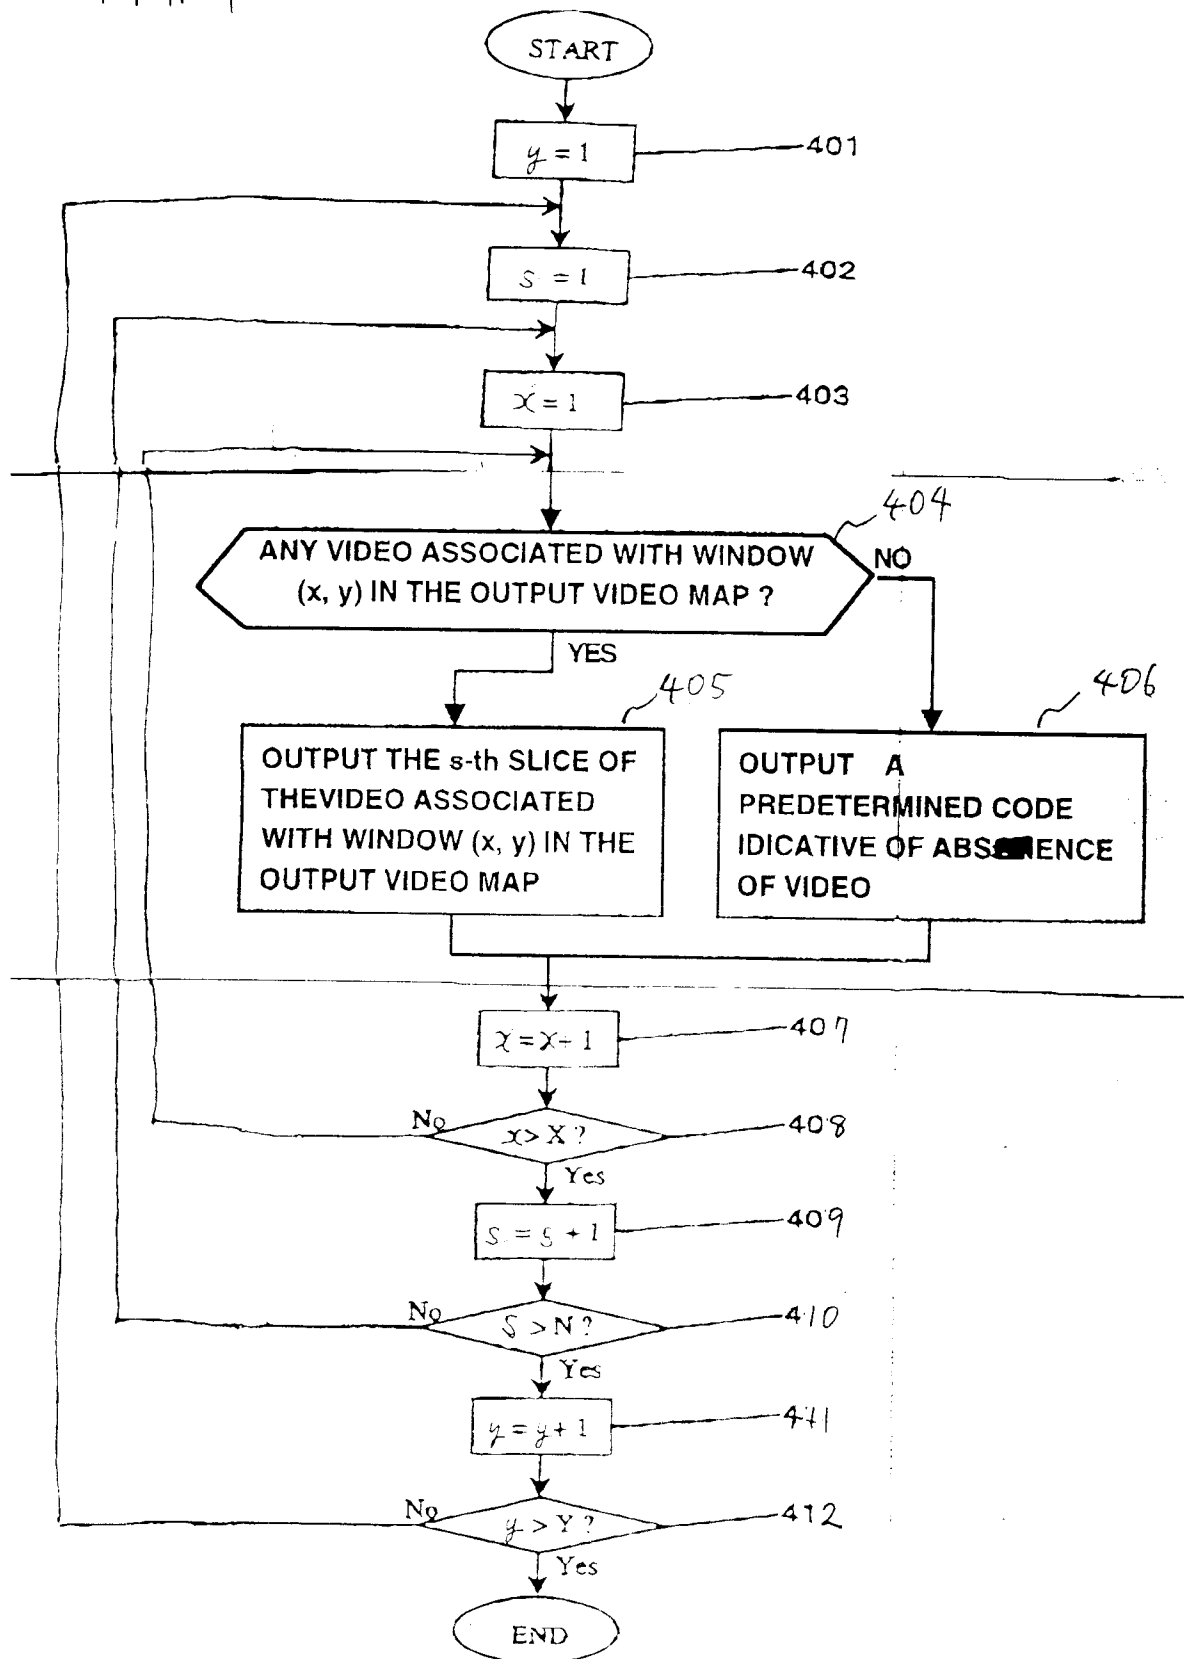 START
y = 1
401
s = 1
402
x = 1
403
404
ANY VIDEO ASSOCIATED WITH WINDOW
(x, y) IN THE OUTPUT VIDEO MAP ?
NO
YES
405
406
OUTPUT THE s-th SLICE OF
THEVIDEO ASSOCIATED
WITH WINDOW (x, y) IN THE
OUTPUT VIDEO MAP
OUTPUT A
PREDETERMINED CODE
IDICATIVE OF ABSENCE
OF VIDEO
x = x + 1
407
No
x > X ?
408
Yes
s = s + 1
409
No
S > N ?
410
Yes
y = y + 1
411
No
y > Y ?
412
Yes
END